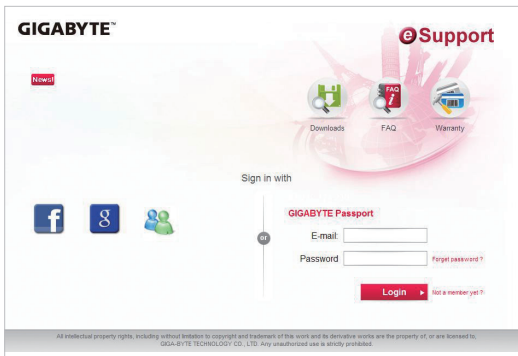 GIGABYTE™
eSupport
News!
FAQ
Downloads
FAQ
Warranty
Sign in with
f
g
or
GIGABYTE Passport
E-mail:
Password
Forget password ?
Login
Not a member yet ?
All intellectual property rights, including without limitation to copyright and trademark of this work and its derivative works are the property of, or are licensed to,
GIGA-BYTE TECHNOLOGY CO., LTD. Any unauthorized use is strictly prohibited.